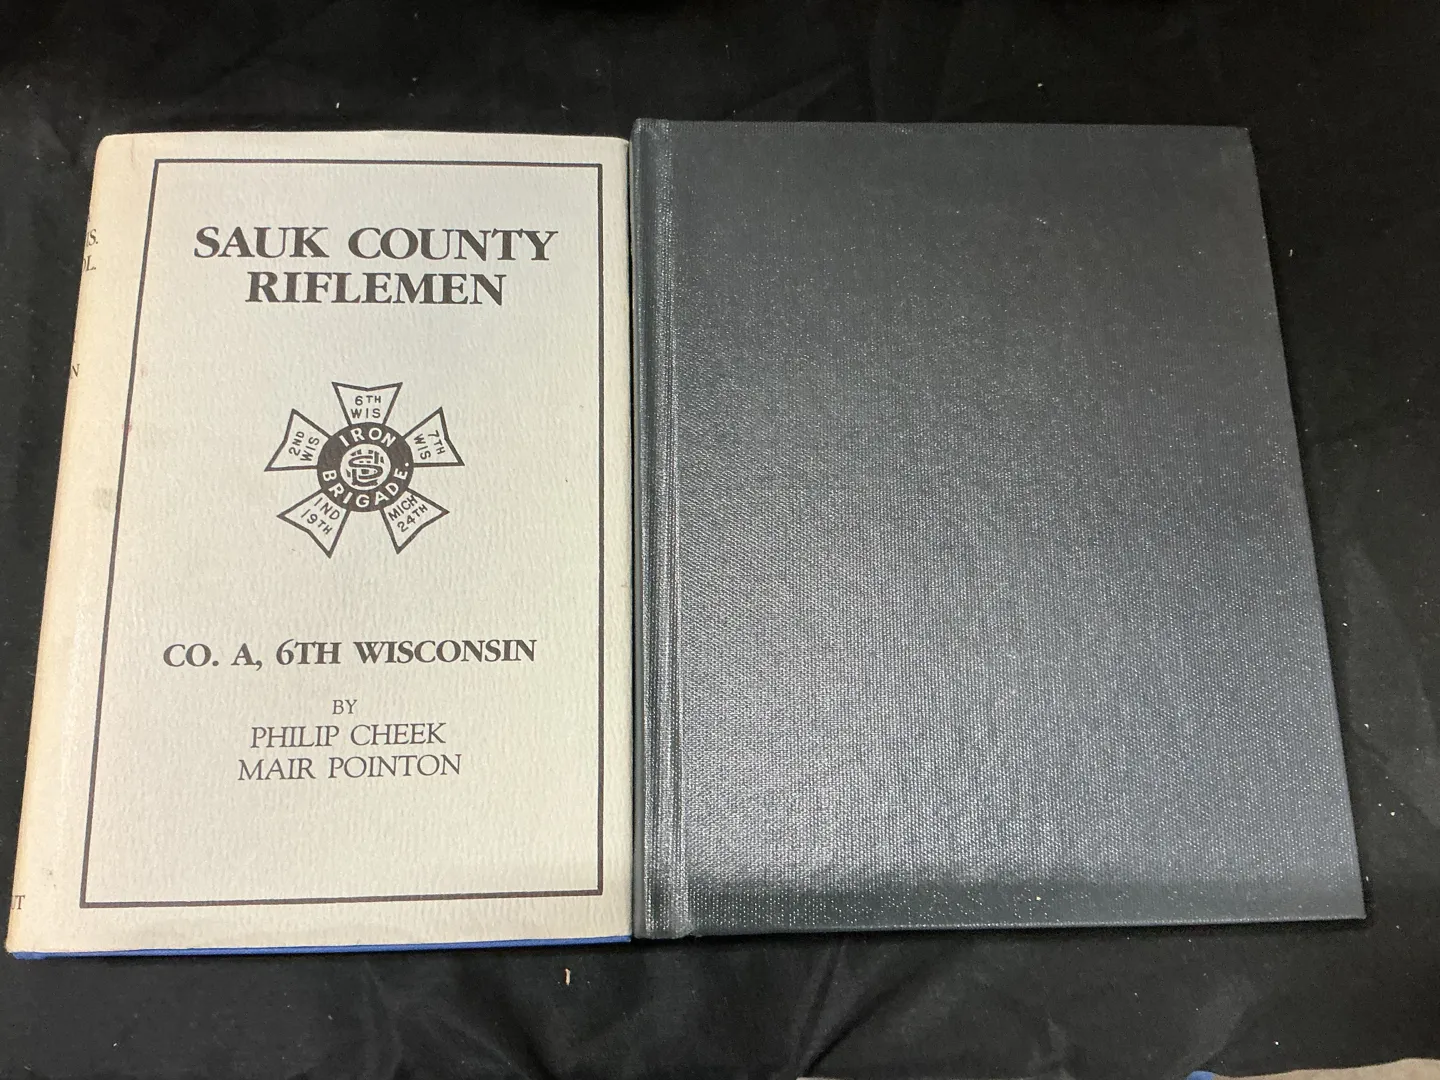 SAUK COUNTY
RIFLEMEN
6TH
WIS
2ND
WIS
7TH
WIS
IRON
BRIGADE.
IND
19TH
MICH
24TH
CO. A, 6TH WISCONSIN
BY
PHILIP CHEEK
MAIR POINTON